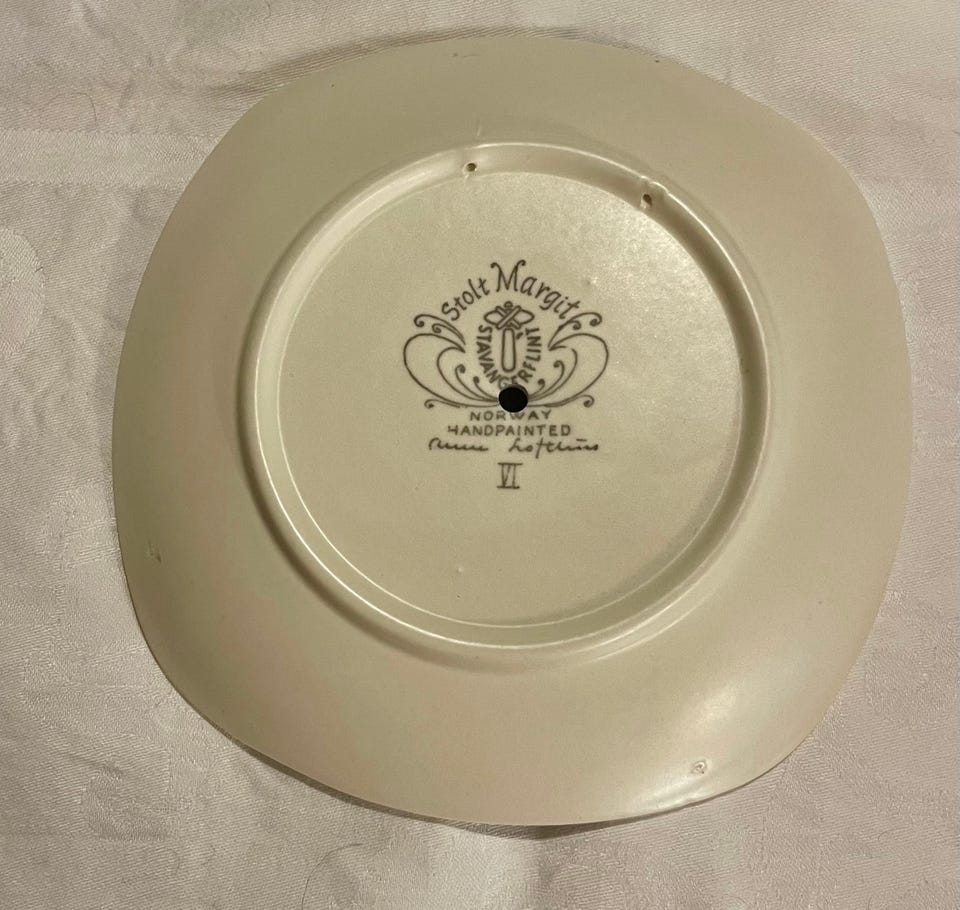 Stolt Margit
STAVANGERFLINT
NORWAY
HANDPAINTED
VI